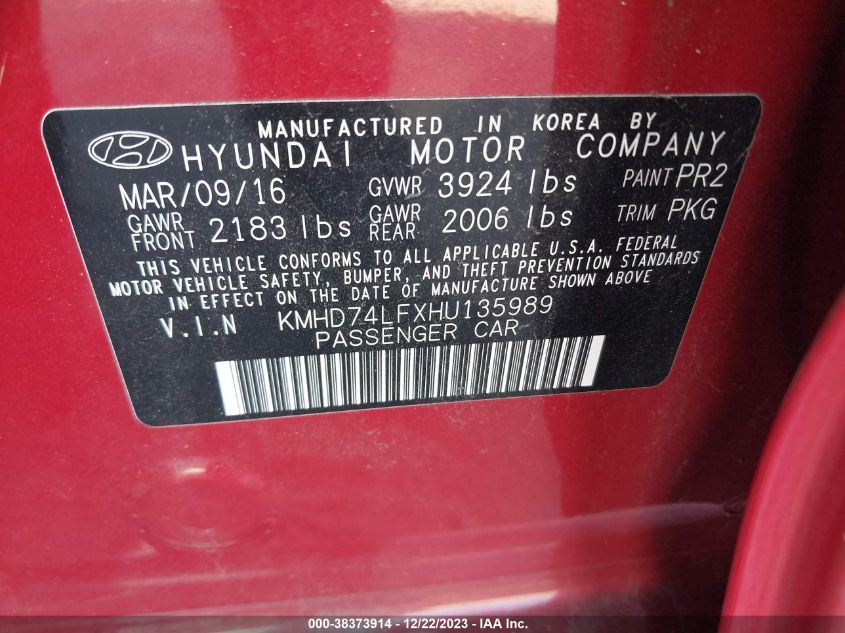 MANUFACTURED IN KOREA BY
HYUNDAI MOTOR COMPANY
MAR/09/16 GVWR 3924 lbs PAINT PR2
GAWR FRONT 2183 lbs GAWR REAR 2006 lbs TRIM PKG
THIS VEHICLE CONFORMS TO ALL APPLICABLE U.S.A. FEDERAL
MOTOR VEHICLE SAFETY, BUMPER, AND THEFT PREVENTION STANDARDS
IN EFFECT ON THE DATE OF MANUFACTURE SHOWN ABOVE
V.I.N KMHD74LFXHU135989
PASSENGER CAR
000-38373914 - 12/22/2023 - IAA Inc.